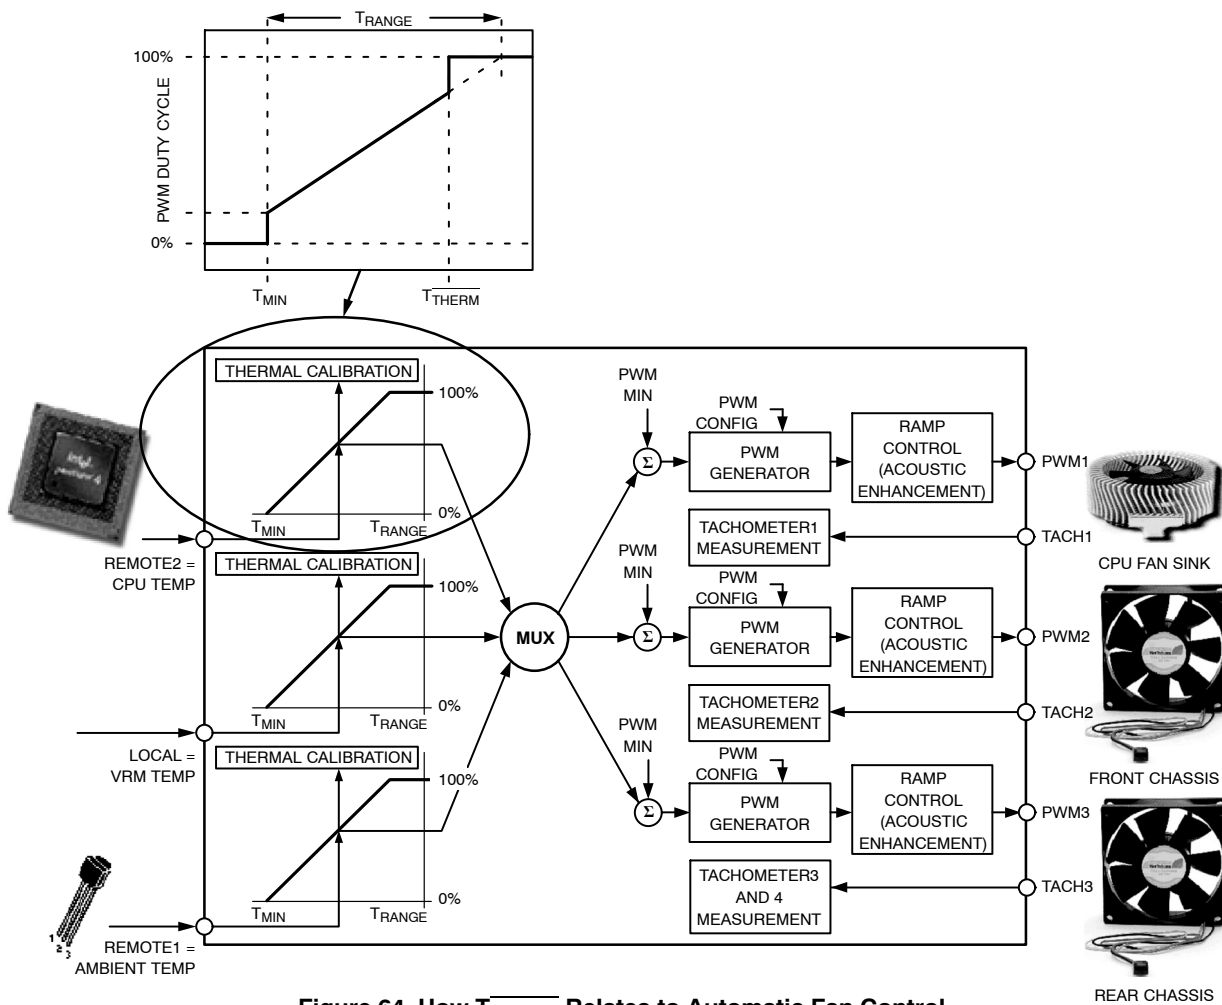 TRANGE
100%
PWM DUTY CYCLE
0%
TMIN
TTHERM
THERMAL CALIBRATION
100%
0%
TMIN
TRANGE
REMOTE2 =
CPU TEMP
THERMAL CALIBRATION
100%
0%
TMIN
TRANGE
LOCAL =
VRM TEMP
THERMAL CALIBRATION
100%
0%
TMIN
TRANGE
1
2
3
REMOTE1 =
AMBIENT TEMP
MUX
PWM
MIN
Σ
PWM
CONFIG
PWM
GENERATOR
RAMP
CONTROL
(ACOUSTIC
ENHANCEMENT)
PWM1
TACHOMETER1
MEASUREMENT
TACH1
CPU FAN SINK
PWM
MIN
Σ
PWM
CONFIG
PWM
GENERATOR
RAMP
CONTROL
(ACOUSTIC
ENHANCEMENT)
PWM2
TACHOMETER2
MEASUREMENT
TACH2
FRONT CHASSIS
PWM
MIN
Σ
PWM
CONFIG
PWM
GENERATOR
RAMP
CONTROL
(ACOUSTIC
ENHANCEMENT)
PWM3
TACHOMETER3
AND 4
MEASUREMENT
TACH3
REAR CHASSIS
Figure 64. How T Relates to Automatic Fan Control